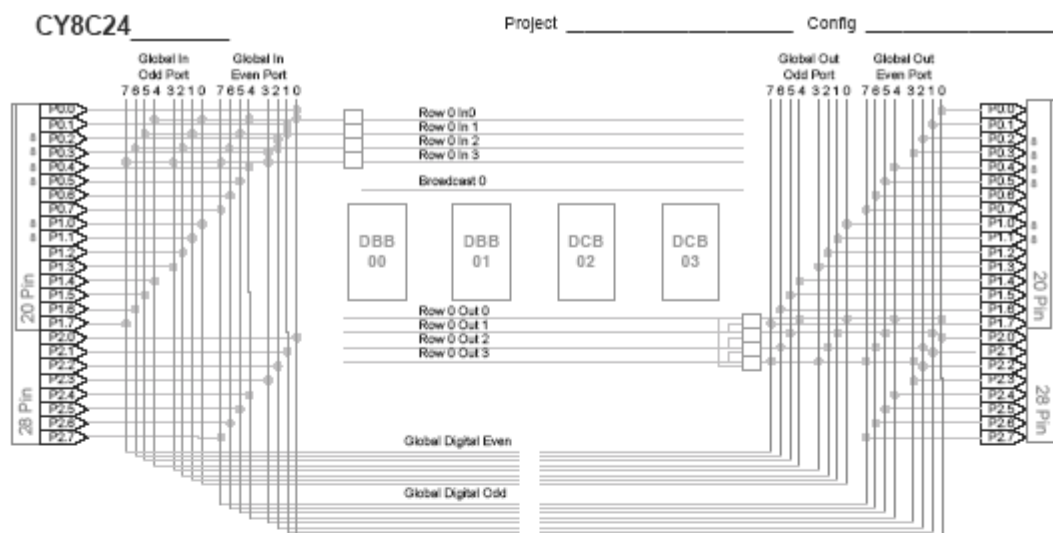 CY8C24________
Project ________________ Config ________________
Global In Odd Port
Global In Even Port
Global Out Odd Port
Global Out Even Port
7 6 5 4 3 2 1 0
7 6 5 4 3 2 1 0
7 6 5 4 3 2 1 0
7 6 5 4 3 2 1 0
P0.0
P0.1
P0.2
P0.3
P0.4
P0.5
P0.6
P0.7
P1.0
P1.1
P1.2
P1.3
P1.4
P1.5
P1.6
P1.7
P2.0
P2.1
P2.2
P2.3
P2.4
P2.5
P2.6
P2.7
20 Pin
28 Pin
Row 0 In0
Row 0 In 1
Row 0 In 2
Row 0 In 3
Broadcast 0
DBB 00
DBB 01
DCB 02
DCB 03
Row 0 Out 0
Row 0 Out 1
Row 0 Out 2
Row 0 Out 3
Global Digital Even
Global Digital Odd
P0.0
P0.1
P0.2
P0.3
P0.4
P0.5
P0.6
P0.7
P1.0
P1.1
P1.2
P1.3
P1.4
P1.5
P1.6
P1.7
P2.0
P2.1
P2.2
P2.3
P2.4
P2.5
P2.6
P2.7
20 Pin
28 Pin